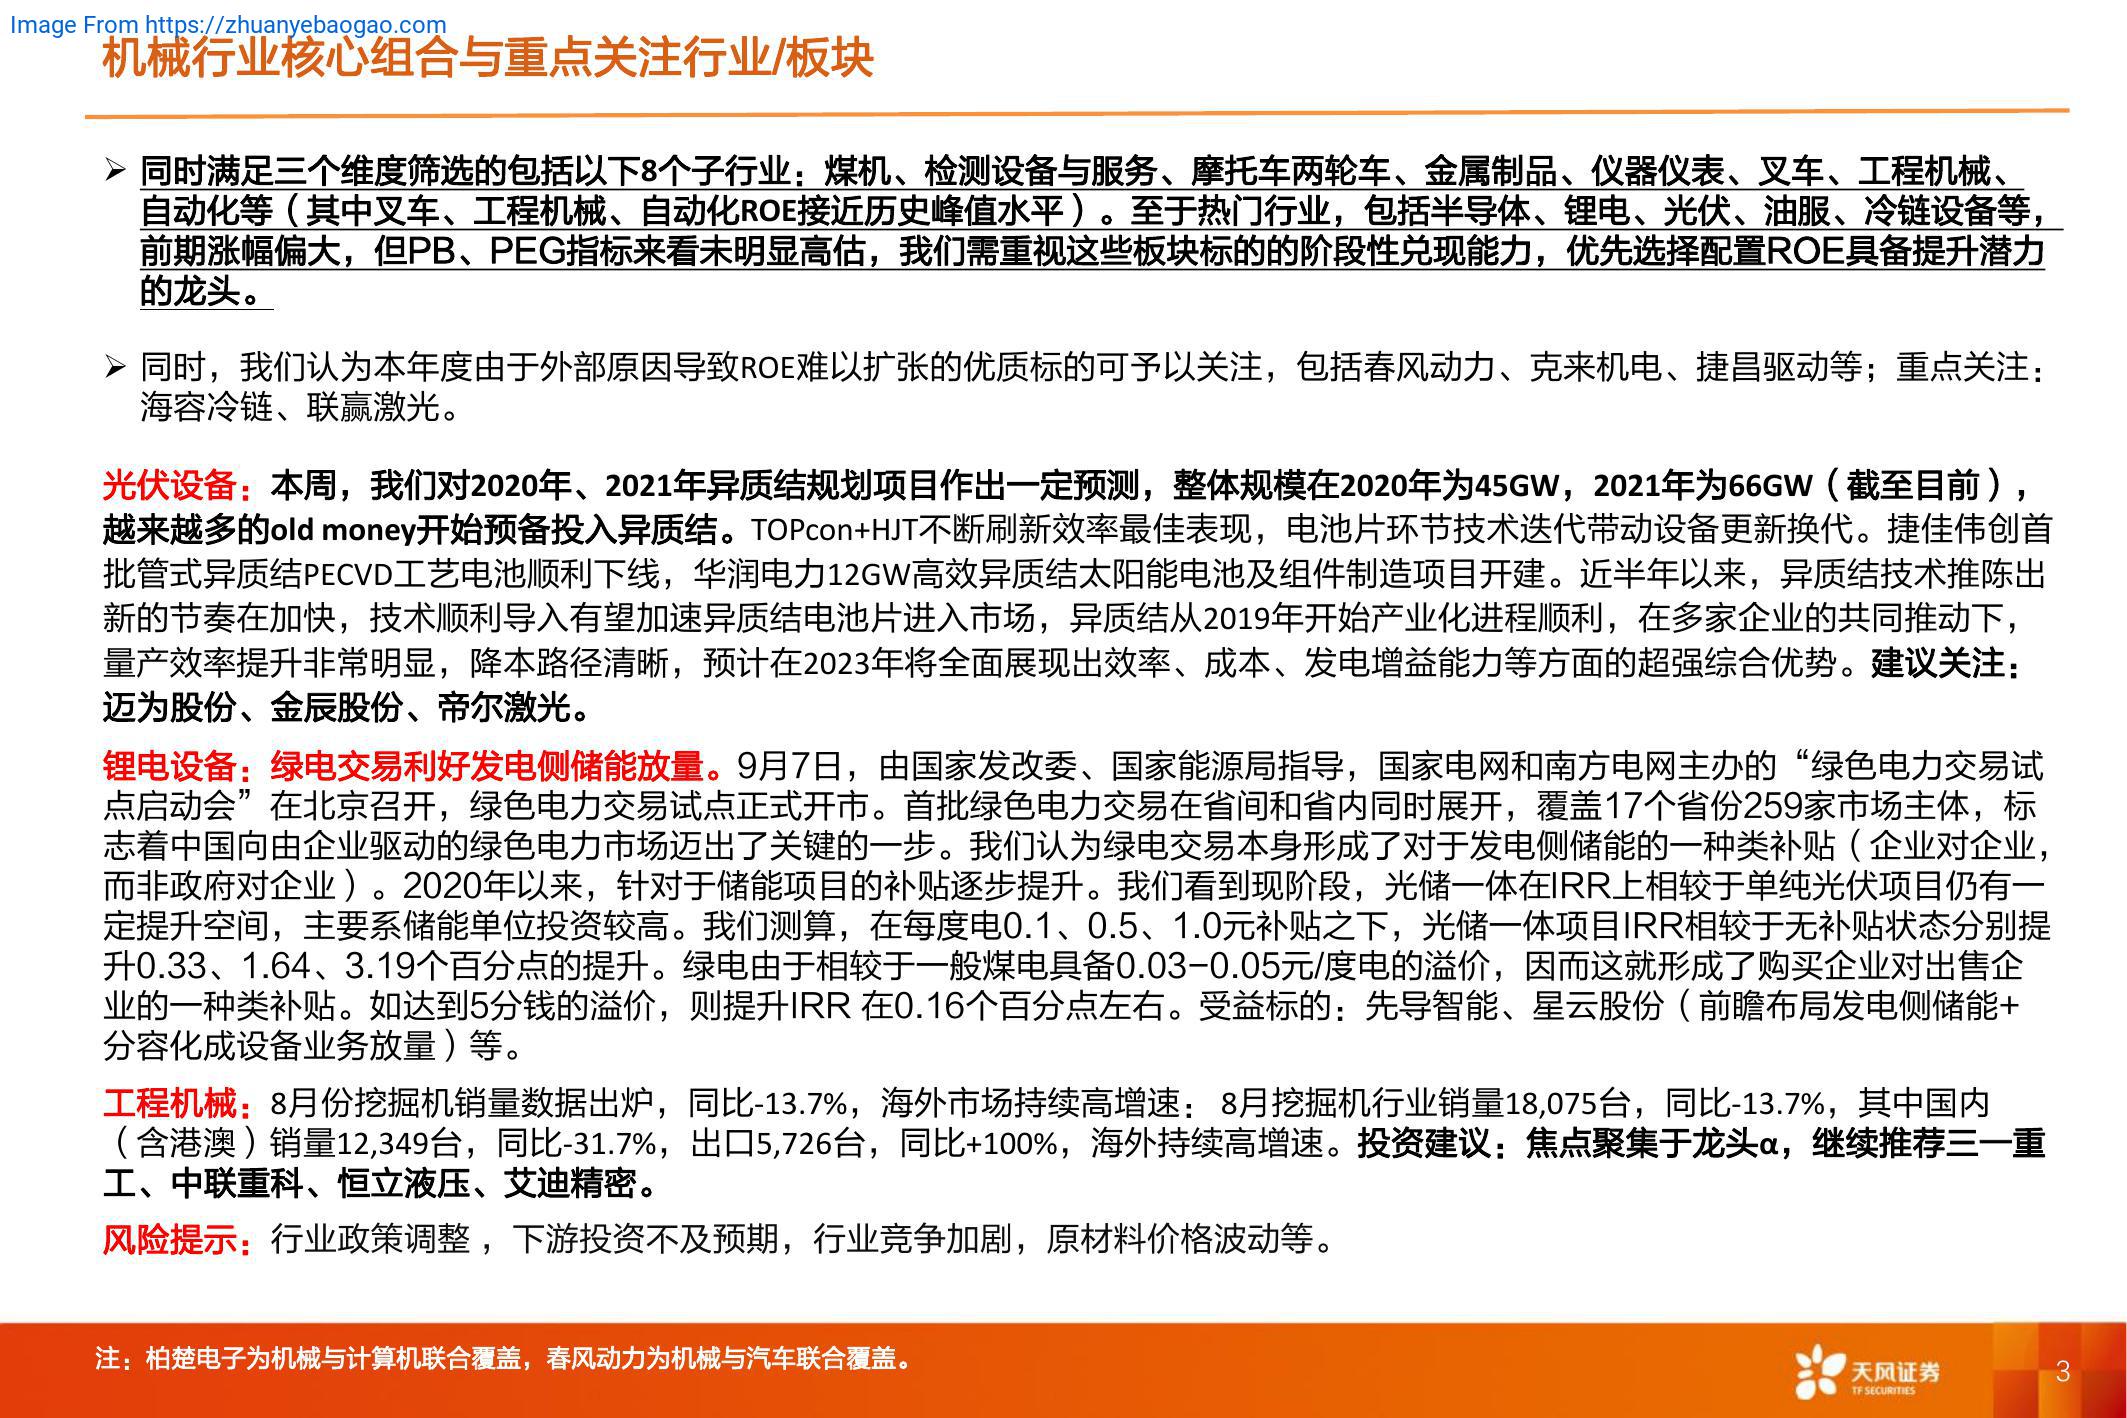 Image From https://zhuanyebaogao.com
机械行业核心组合与重点关注行业/板块
➢ 同时满足三个维度筛选的包括以下8个子行业：煤机、检测设备与服务、摩托车两轮车、金属制品、仪器仪表、叉车、工程机械、
自动化等（其中叉车、工程机械、自动化ROE接近历史峰值水平）。至于热门行业，包括半导体、锂电、光伏、油服、冷链设备等，
前期涨幅偏大，但PB、PEG指标来看未明显高估，我们需重视这些板块标的的阶段性兑现能力，优先选择配置ROE具备提升潜力
的龙头。
➢ 同时，我们认为本年度由于外部原因导致ROE难以扩张的优质标的可予以关注，包括春风动力、克来机电、捷昌驱动等；重点关注：
海容冷链、联赢激光。
光伏设备：本周，我们对2020年、2021年异质结规划项目作出一定预测，整体规模在2020年为45GW，2021年为66GW（截至目前），
越来越多的old money开始预备投入异质结。TOPcon+HJT不断刷新效率最佳表现，电池片环节技术迭代带动设备更新换代。捷佳伟创首
批管式异质结PECVD工艺电池顺利下线，华润电力12GW高效异质结太阳能电池及组件制造项目开建。近半年以来，异质结技术推陈出
新的节奏在加快，技术顺利导入有望加速异质结电池片进入市场，异质结从2019年开始产业化进程顺利，在多家企业的共同推动下，
量产效率提升非常明显，降本路径清晰，预计在2023年将全面展现出效率、成本、发电增益能力等方面的超强综合优势。建议关注：
迈为股份、金辰股份、帝尔激光。
锂电设备：绿电交易利好发电侧储能放量。9月7日，由国家发改委、国家能源局指导，国家电网和南方电网主办的“绿色电力交易试
点启动会”在北京召开，绿色电力交易试点正式开市。首批绿色电力交易在省间和省内同时展开，覆盖17个省份259家市场主体，标
志着中国向由企业驱动的绿色电力市场迈出了关键的一步。我们认为绿电交易本身形成了对于发电侧储能的一种类补贴（企业对企业，
而非政府对企业）。2020年以来，针对于储能项目的补贴逐步提升。我们看到现阶段，光储一体在IRR上相较于单纯光伏项目仍有一
定提升空间，主要系储能单位投资较高。我们测算，在每度电0.1、0.5、1.0元补贴之下，光储一体项目IRR相较于无补贴状态分别提
升0.33、1.64、3.19个百分点的提升。绿电由于相较于一般煤电具备0.03-0.05元/度电的溢价，因而这就形成了购买企业对出售企
业的一种类补贴。如达到5分钱的溢价，则提升IRR 在0.16个百分点左右。受益标的：先导智能、星云股份（前瞻布局发电侧储能+
分容化成设备业务放量）等。
工程机械：8月份挖掘机销量数据出炉，同比-13.7%，海外市场持续高增速： 8月挖掘机行业销量18,075台，同比-13.7%，其中国内
（含港澳）销量12,349台，同比-31.7%，出口5,726台，同比+100%，海外持续高增速。投资建议：焦点聚集于龙头α，继续推荐三一重
工、中联重科、恒立液压、艾迪精密。
风险提示：行业政策调整 ，下游投资不及预期，行业竞争加剧，原材料价格波动等。
注：柏楚电子为机械与计算机联合覆盖，春风动力为机械与汽车联合覆盖。
天风证券
TF SECURITIES
3